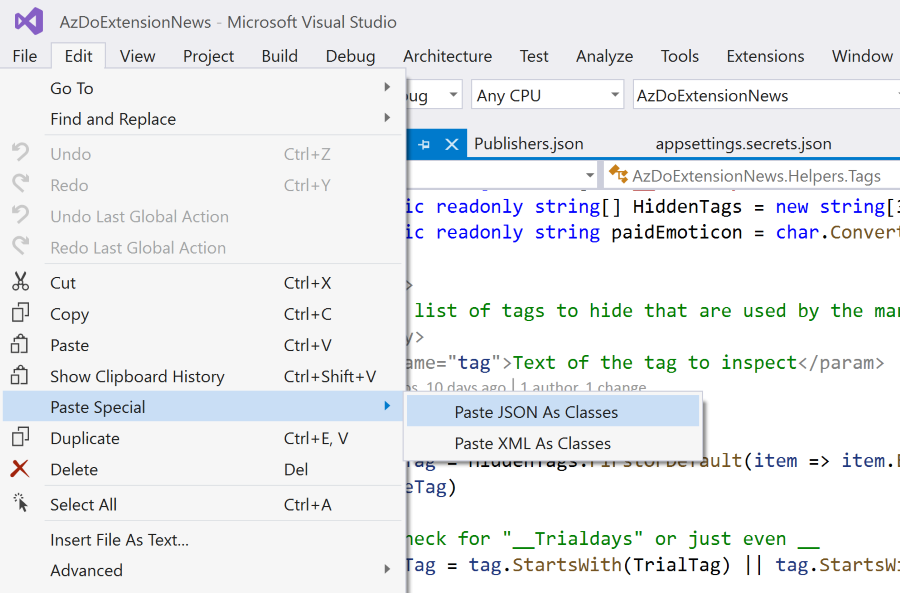 AzDoExtensionNews - Microsoft Visual Studio
File Edit View Project Build Debug Architecture Test Analyze Tools Extensions Window
Go To
Find and Replace
Undo Ctrl+Z
Redo Ctrl+Y
Undo Last Global Action
Redo Last Global Action
Cut Ctrl+X
Copy Ctrl+C
Paste Ctrl+V
Show Clipboard History Ctrl+Shift+V
Paste Special
Duplicate Ctrl+E, V
Delete Del
Select All Ctrl+A
Insert File As Text...
Advanced
Paste JSON As Classes
Paste XML As Classes
ug Any CPU AzDoExtensionNews
Publishers.json appsettings.secrets.json
AzDoExtensionNews.Helpers.Tags
ic readonly string[] HiddenTags = new string[
ic readonly string paidEmoticon = char.Convert
>
list of tags to hide that are used by the ma
y>
ame="tag">Text of the tag to inspect</param>
10 days ago | 1 author, 1 change
Tag = HiddenTags.FirstOrDefault(item => item.
eTag)
heck for "__Trialdays" or just even __
Tag = tag.StartsWith(TrialTag) || tag.StartsW